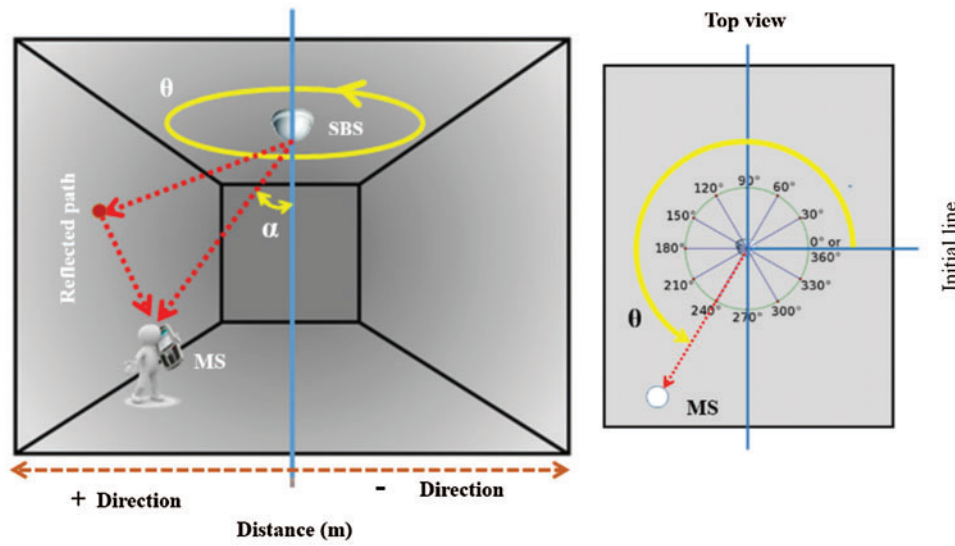 Top view
θ
SBS
α
Reflected path
MS
+ Direction
- Direction
Distance (m)
90°
120°
60°
150°
30°
180°
0° or
360°
210°
330°
240°
300°
270°
θ
MS
Initial line